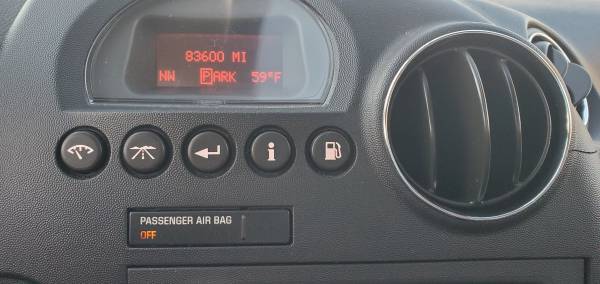 83600 MI
NW PARK 59°F
i
PASSENGER AIR BAG
OFF